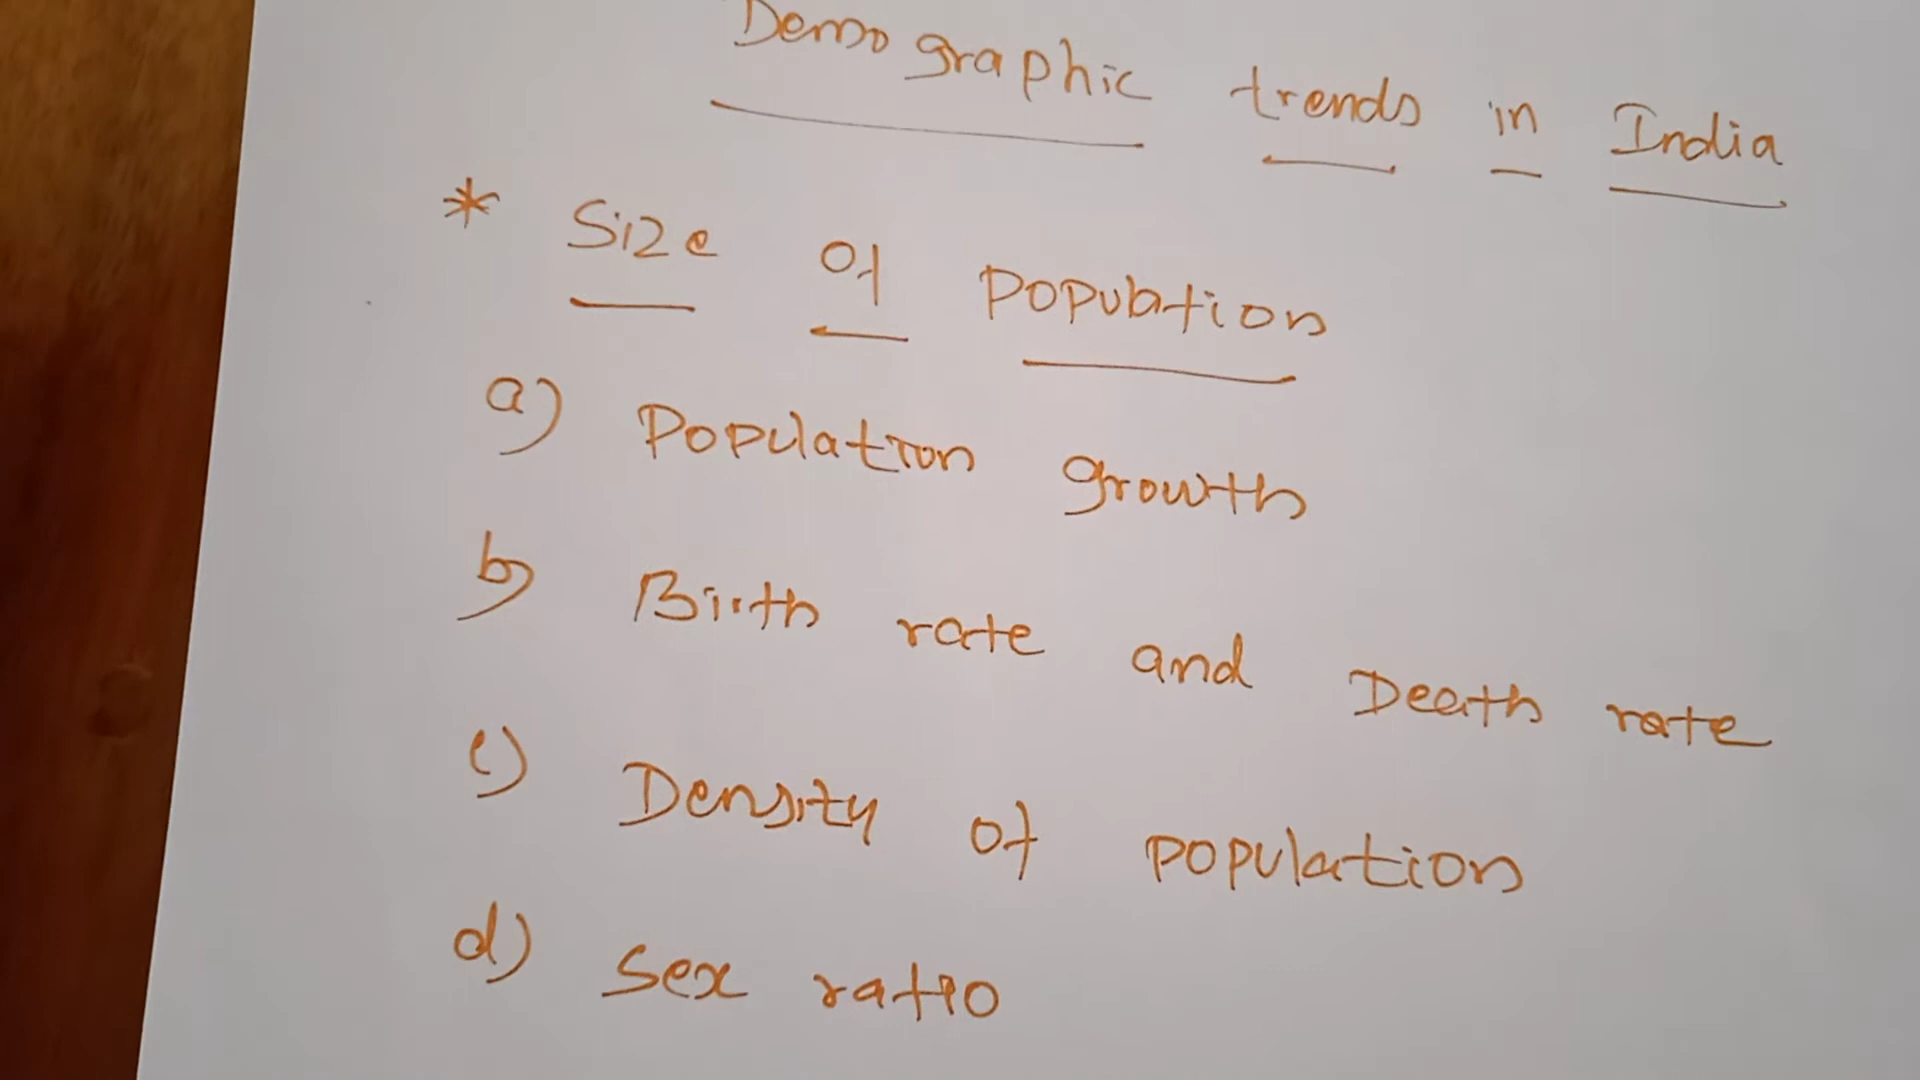 Demographic trends in India
* Size of population
a) Population growth
b) Birth rate and Death rate
c) Density of population
d) Sex ratio